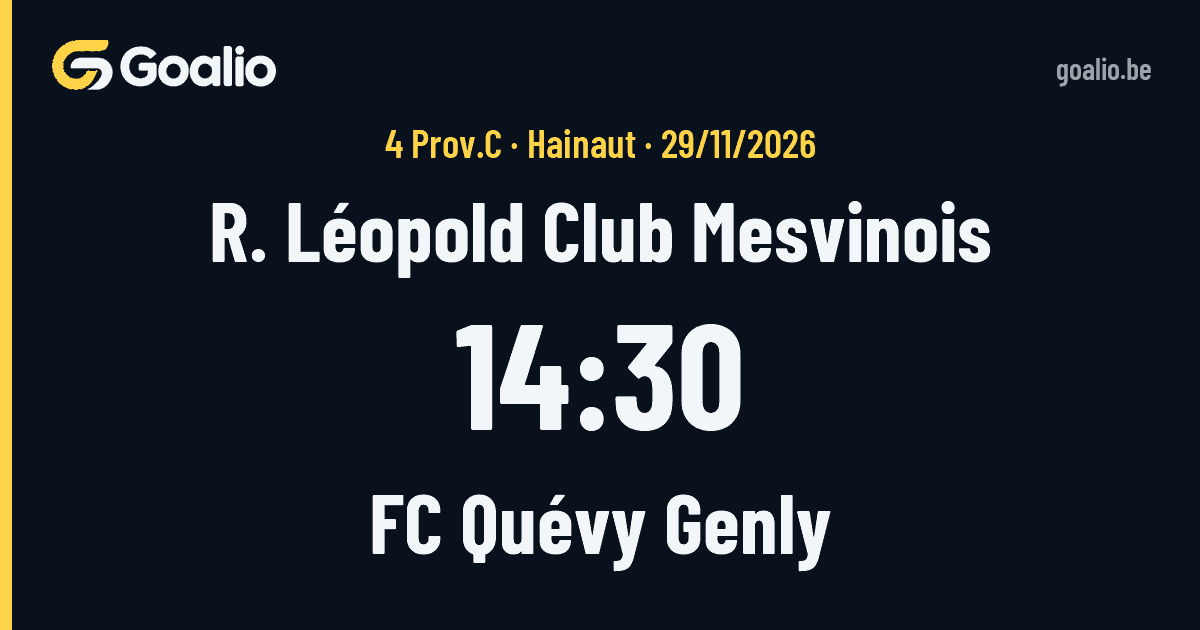 Goalio
goalio.be
4 Prov.C · Hainaut · 29/11/2026
R. Léopold Club Mesvinois
14:30
FC Quévy Genly